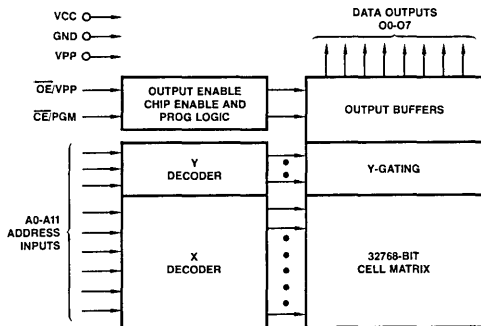 VCC
GND
VPP
DATA OUTPUTS
O0-O7
OE/VPP
CE/PGM
OUTPUT ENABLE
CHIP ENABLE AND
PROG LOGIC
OUTPUT BUFFERS
A0-A11
ADDRESS
INPUTS
Y
DECODER
Y-GATING
X
DECODER
32768-BIT
CELL MATRIX